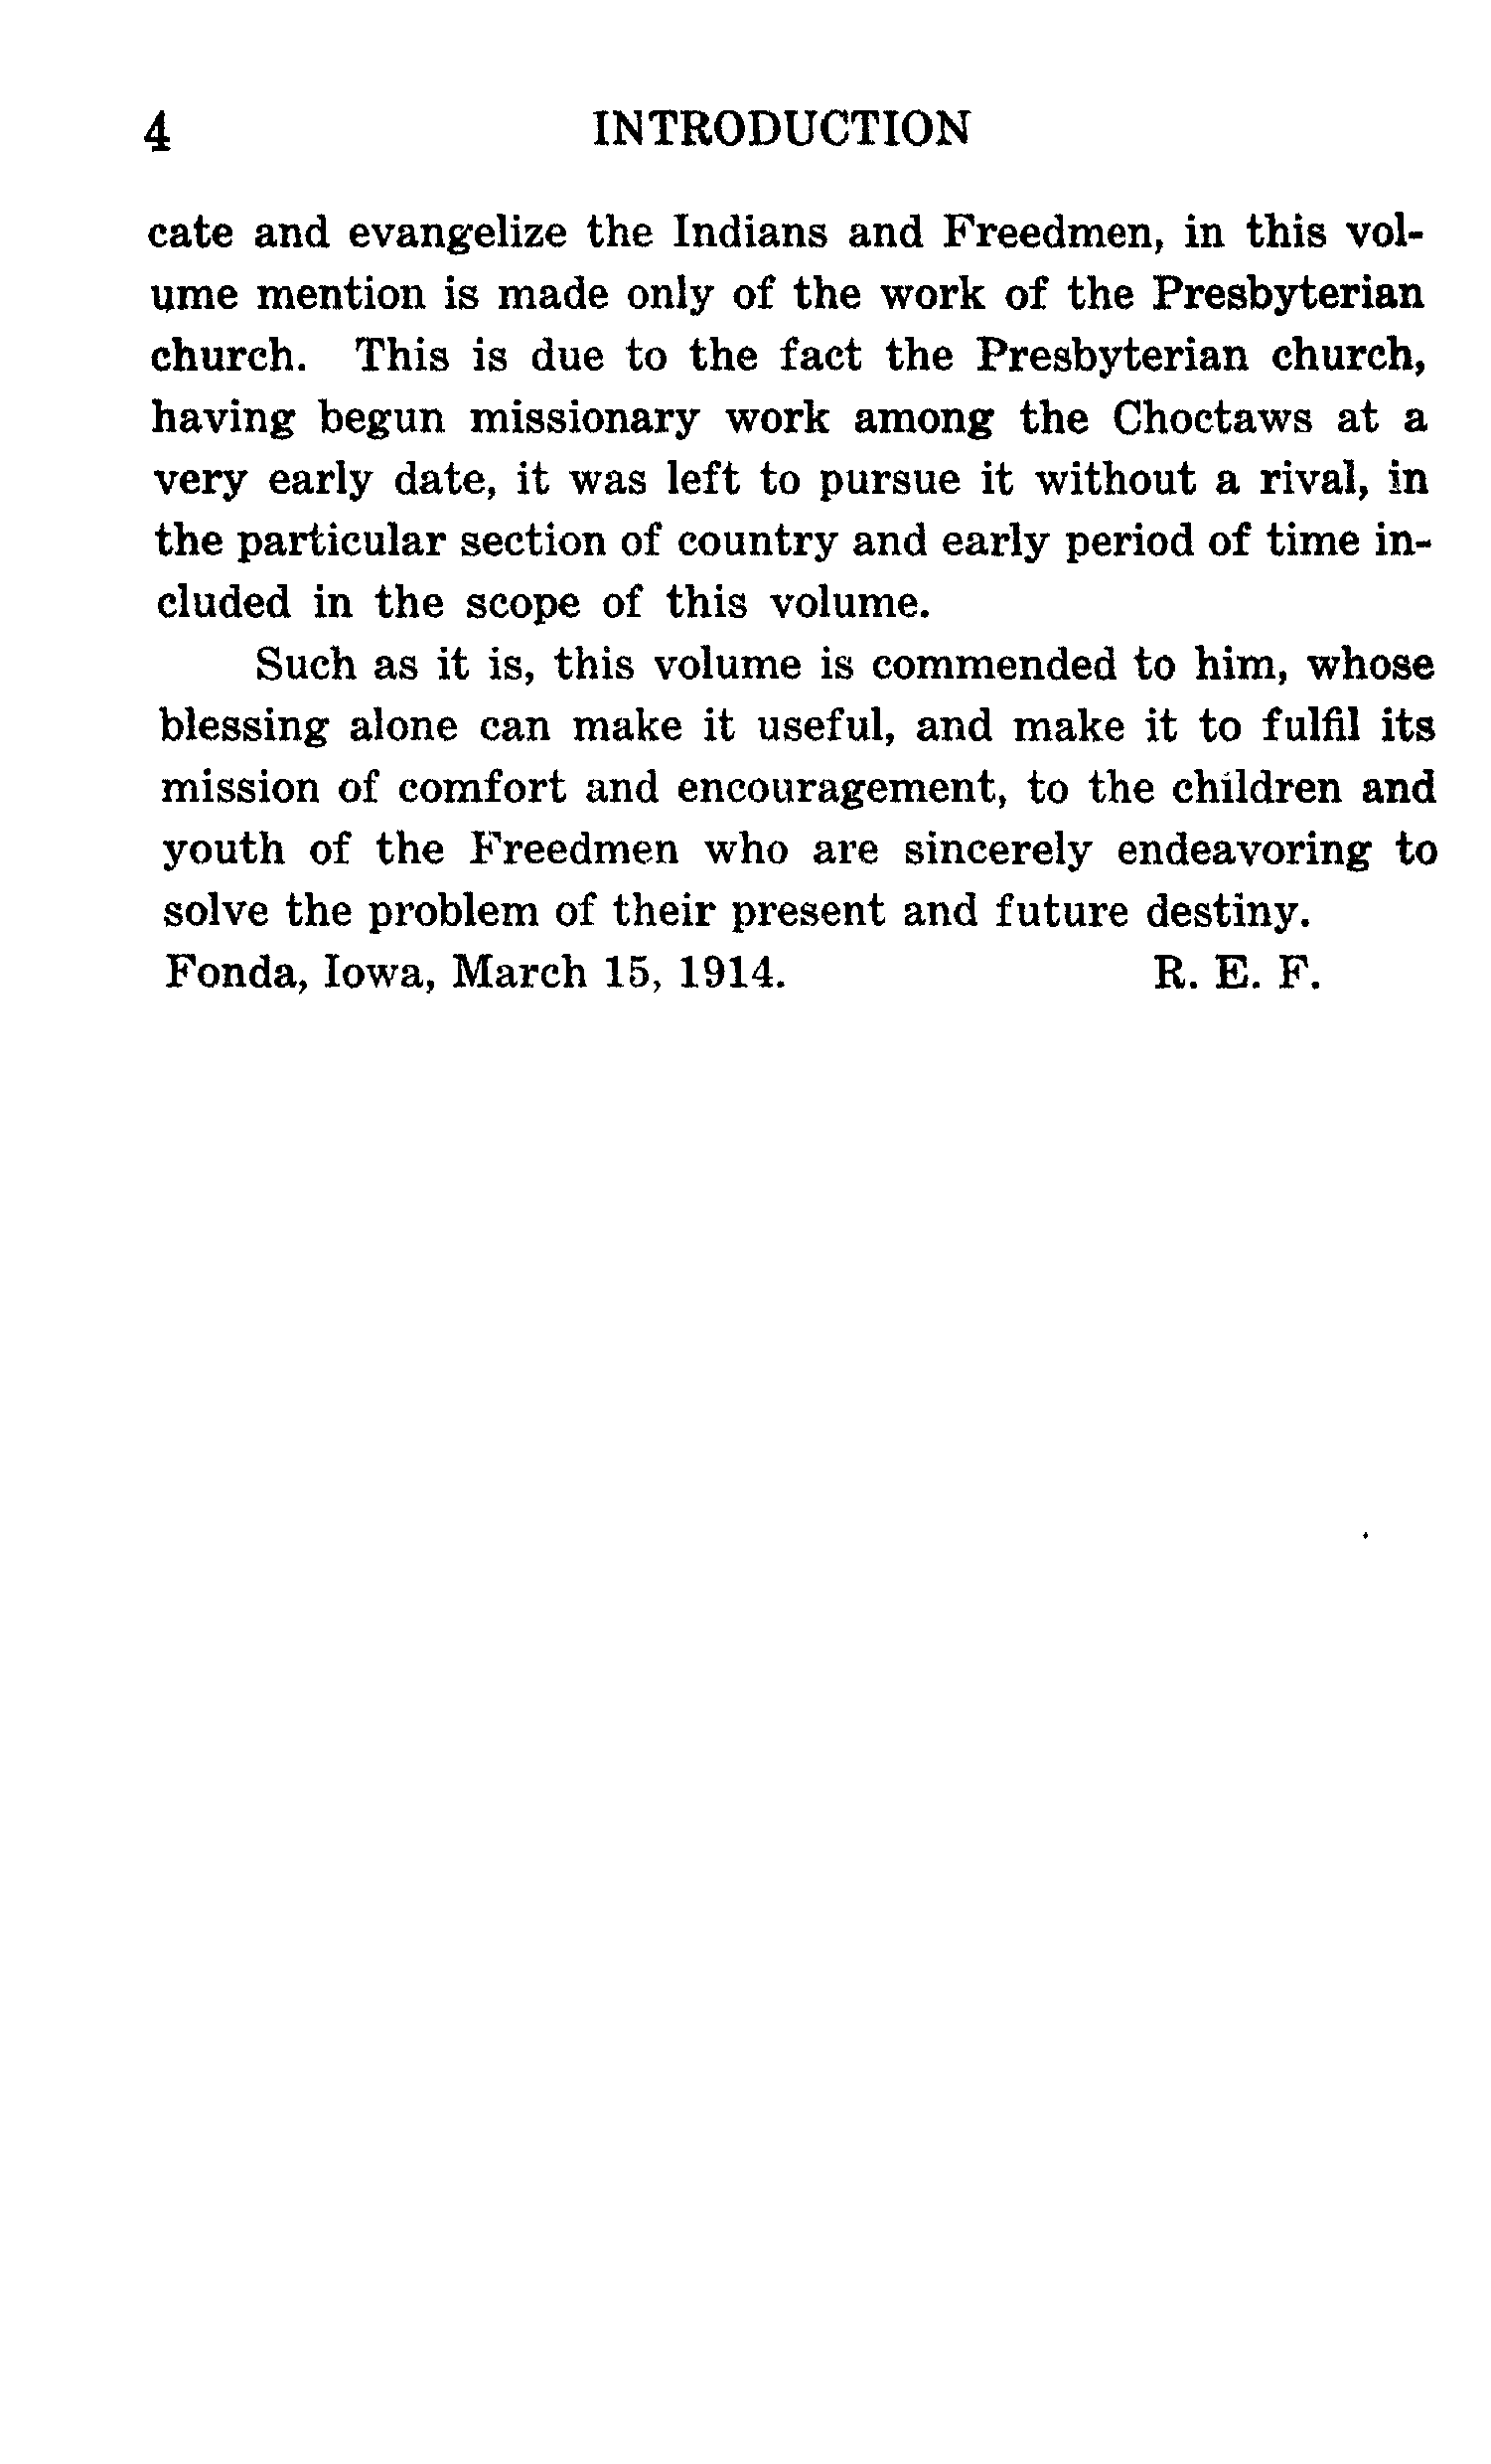 4 INTRODUCTION
cate and evangelize the Indians and Freedmen, in this vol-
ume mention is made only of the work of the Presbyterian
church. This is due to the fact the Presbyterian church,
having begun missionary work among the Choctaws at a
very early date, it was left to pursue it without a rival, in
the particular section of country and early period of time in-
cluded in the scope of this volume.
Such as it is, this volume is commended to him, whose
blessing alone can make it useful, and make it to fulfil its
mission of comfort and encouragement, to the children and
youth of the Freedmen who are sincerely endeavoring to
solve the problem of their present and future destiny.
Fonda, Iowa, March 15, 1914. R. E. F.